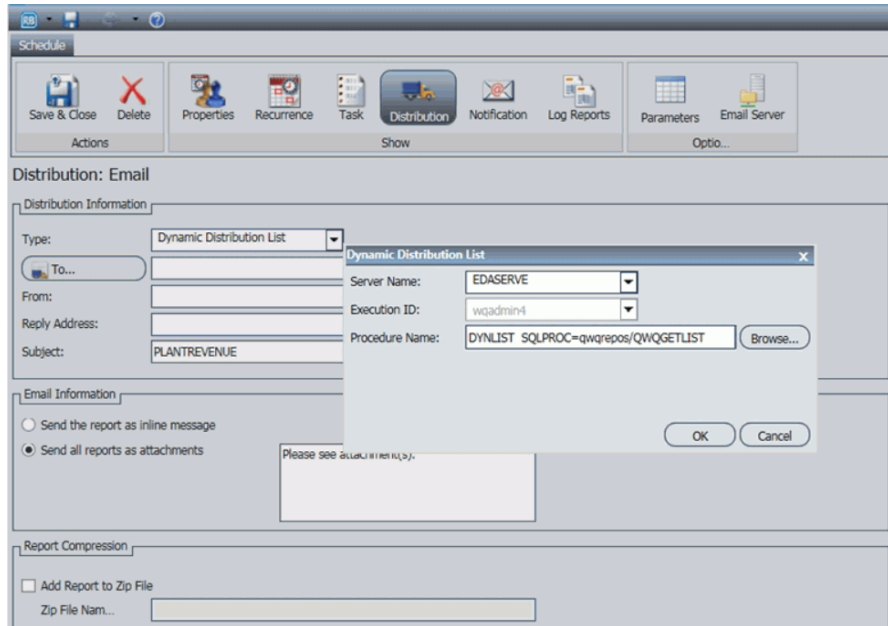 RB
Schedule
Save & Close Delete Properties Recurrence Task Distribution Notification Log Reports Parameters Email Server
Actions Show Optio...
Distribution: Email
Distribution Information
Type: Dynamic Distribution List
To...
From:
Reply Address:
Subject: PLANTREVENUE
Dynamic Distribution List x
Server Name: EDASERVE
Execution ID: wqadmin4
Procedure Name: DYNLIST SQLPROC=qwqrepos/QWQGETLIST Browse...
OK Cancel
Email Information
Send the report as inline message
Send all reports as attachments
Please see attachment(s).
Report Compression
Add Report to Zip File
Zip File Nam...